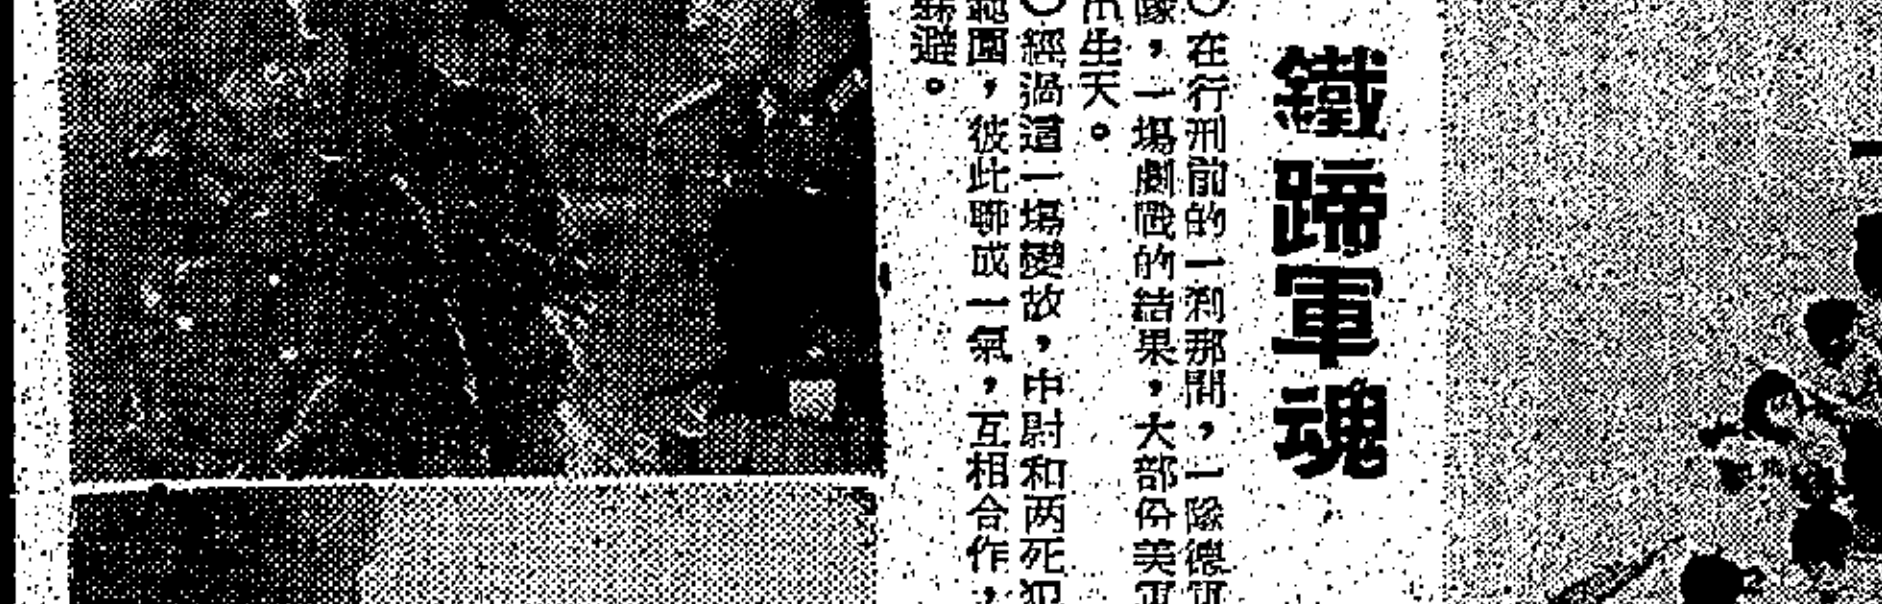 鐵蹄軍魂
○在行刑前的一剎那間，一隊德軍
隊，一場劇戰的結果，大部份美軍
生天。
○經過這一場變故，中尉和两死犯
範圍，彼此聯成一氣，互相合作，
避。